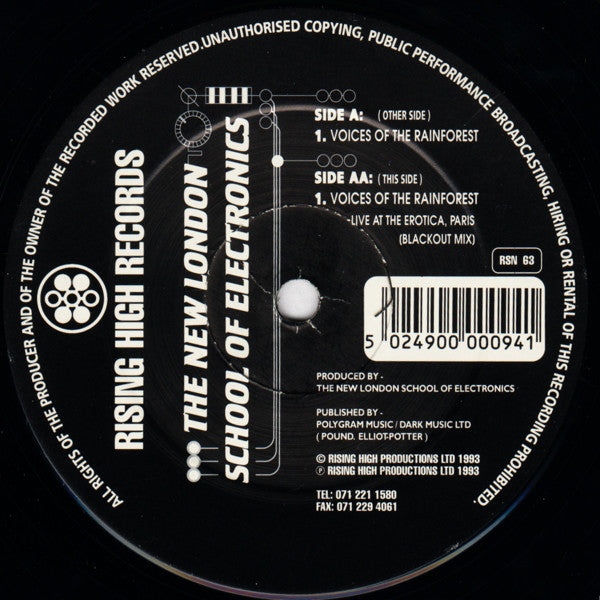 ALL RIGHTS OF THE PRODUCER AND OF THE OWNER OF THE RECORDED WORK RESERVED.UNAUTHORISED COPYING, PUBLIC PERFORMANCE BROADCASTING, HIRING OR RENTAL OF THIS RECORDING PROHIBITED.
RISING HIGH RECORDS
THE NEW LONDON
SCHOOL OF ELECTRONICS
SIDE A: (OTHER SIDE)
1. VOICES OF THE RAINFOREST
SIDE AA: (THIS SIDE)
1. VOICES OF THE RAINFOREST
-LIVE AT THE EROTICA, PARIS
(BLACKOUT MIX)
RSN 63
5 024900 000941
PRODUCED BY -
THE NEW LONDON SCHOOL OF ELECTRONICS
PUBLISHED BY -
POLYGRAM MUSIC / DARK MUSIC LTD
( POUND. ELLIOT-POTTER )
© RISING HIGH PRODUCTIONS LTD 1993
℗ RISING HIGH PRODUCTIONS LTD 1993
TEL: 071 221 1580
FAX: 071 229 4061